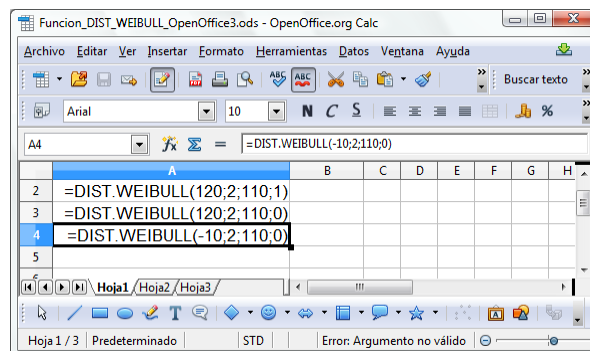 Funcion_DIST_WEIBULL_OpenOffice3.ods - OpenOffice.org Calc
Archivo Editar Ver Insertar Formato Herramientas Datos Ventana Ayuda
ABC ABC Buscar texto
Arial 10 N C S %
A4 =DIST.WEIBULL(-10;2;110;0)
A B C D E F G H
2 =DIST.WEIBULL(120;2;110;1)
3 =DIST.WEIBULL(120;2;110;0)
4 =DIST.WEIBULL(-10;2;110;0)
5
Hoja1 Hoja2 Hoja3
T A
Hoja 1 / 3 Predeterminado STD Error: Argumento no válido